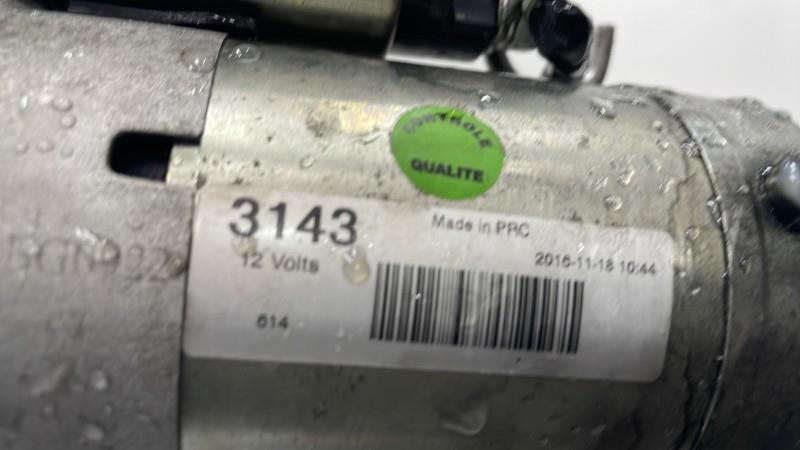 CONTROLE
QUALITE
3143
Made in PRC
12 Volts
2016-11-18 10:44
614